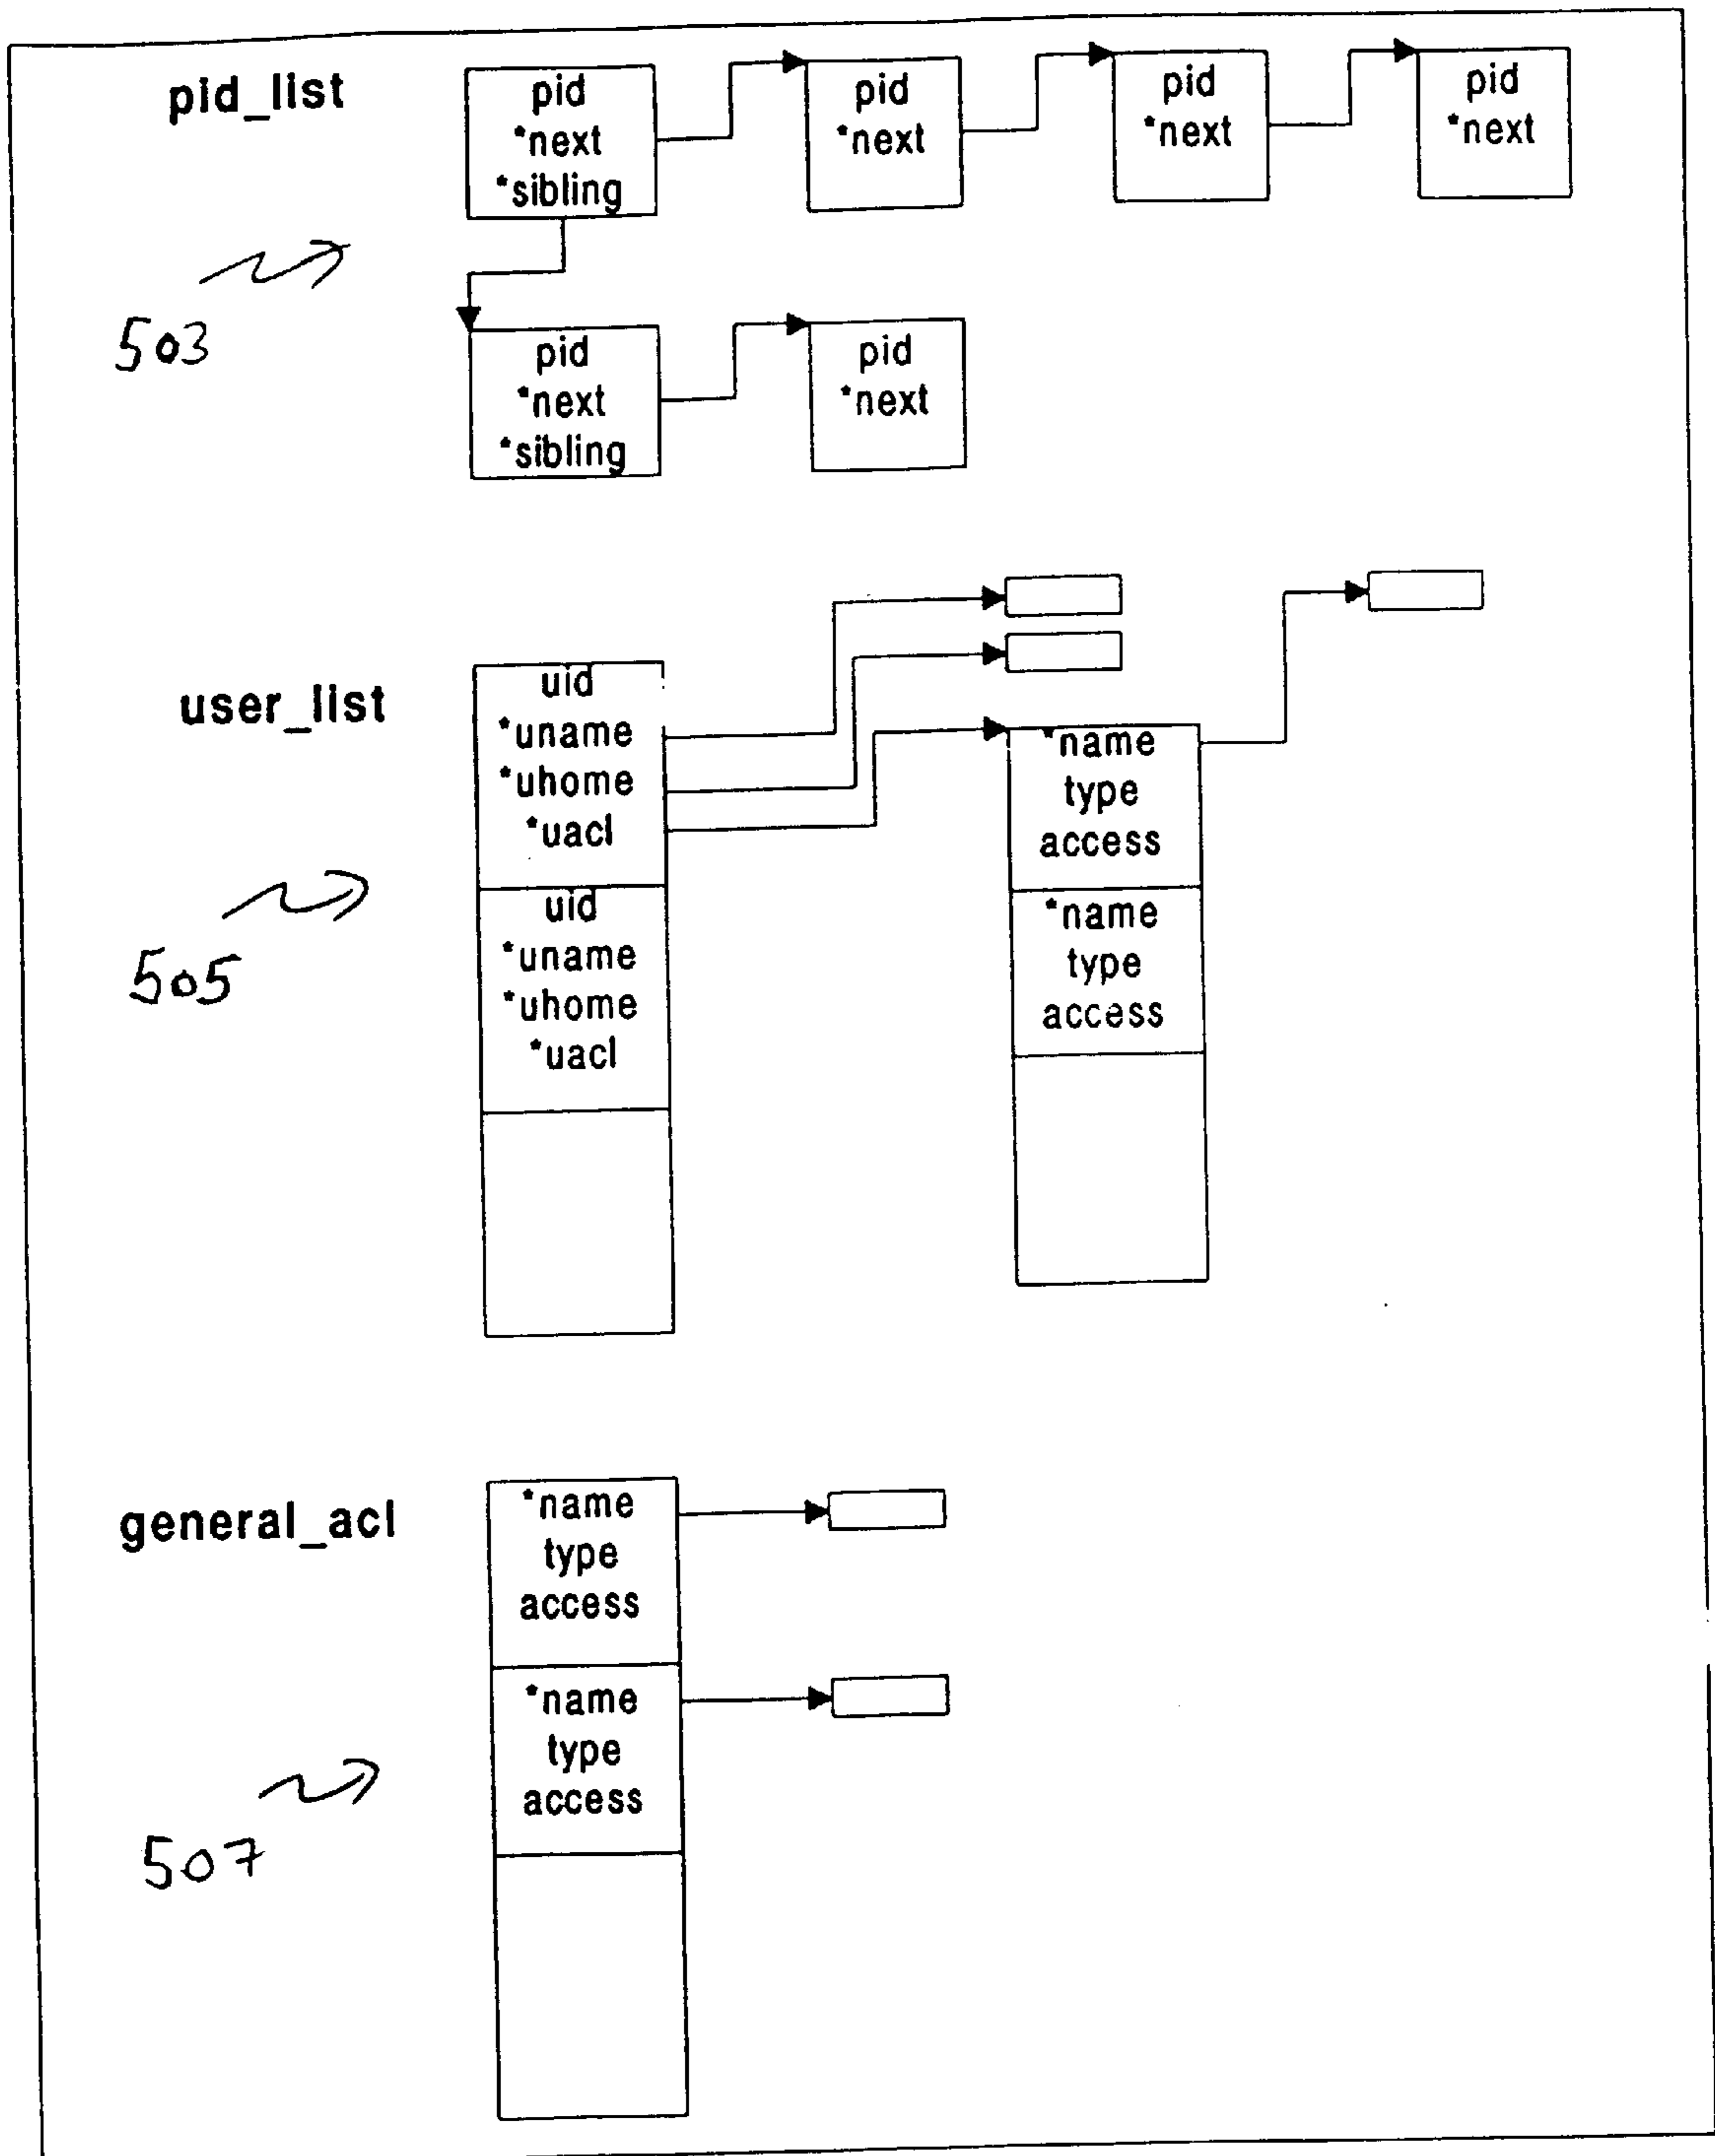 pid_list
pid
*next
*sibling
pid
*next
pid
*next
pid
*next
503
pid
*next
*sibling
pid
*next
user_list
uid
*uname
*uhome
*uacl
*name
type
access
505
uid
*uname
*uhome
*uacl
*name
type
access
general_acl
*name
type
access
507
*name
type
access